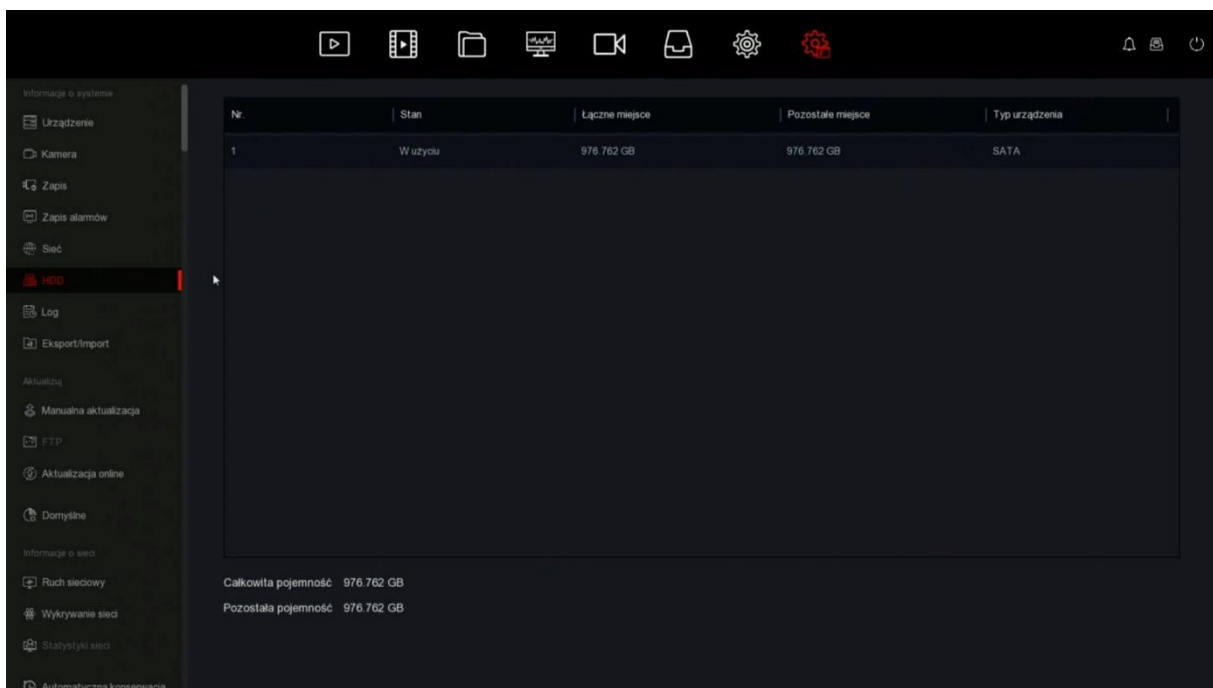 Informacje o systemie
Urządzenie
Kamera
Zapis
Zapis alarmów
Sieć
HDD
Log
Eksport/Import
Aktualizuj
Manualna aktualizacja
FTP
Aktualizacja online
Domyślne
Informacje o sieci
Ruch sieciowy
Wykrywanie sieci
Statystyki sieci
Automatyczna konserwacja
Nr. Stan Łączne miejsce Pozostałe miejsce Typ urządzenia
1 W użyciu 976.762 GB 976.762 GB SATA
Całkowita pojemność 976.762 GB
Pozostała pojemność 976.762 GB